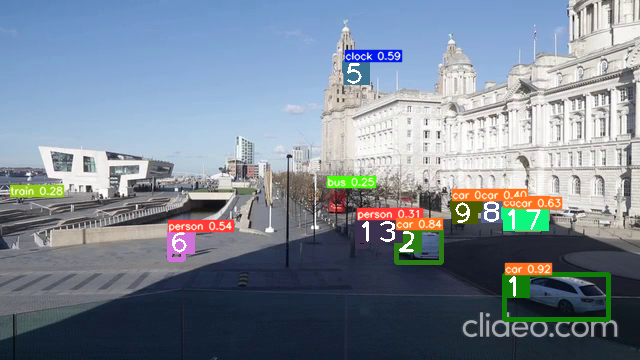 clock 0.59
5
train 0.28
bus 0.25
car 0.40
car 0.63
9
8
17
person 0.31
13
person 0.54
6
car 0.84
2
car 0.92
1
clideo.com